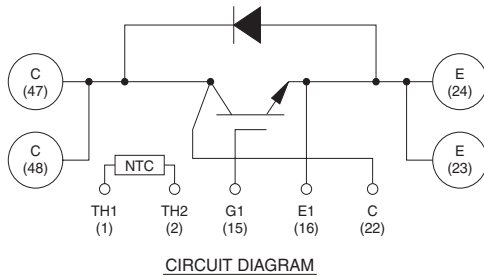 C
(47)
E
(24)
C
(48)
E
(23)
NTC
TH1
(1)
TH2
(2)
G1
(15)
E1
(16)
C
(22)
CIRCUIT DIAGRAM